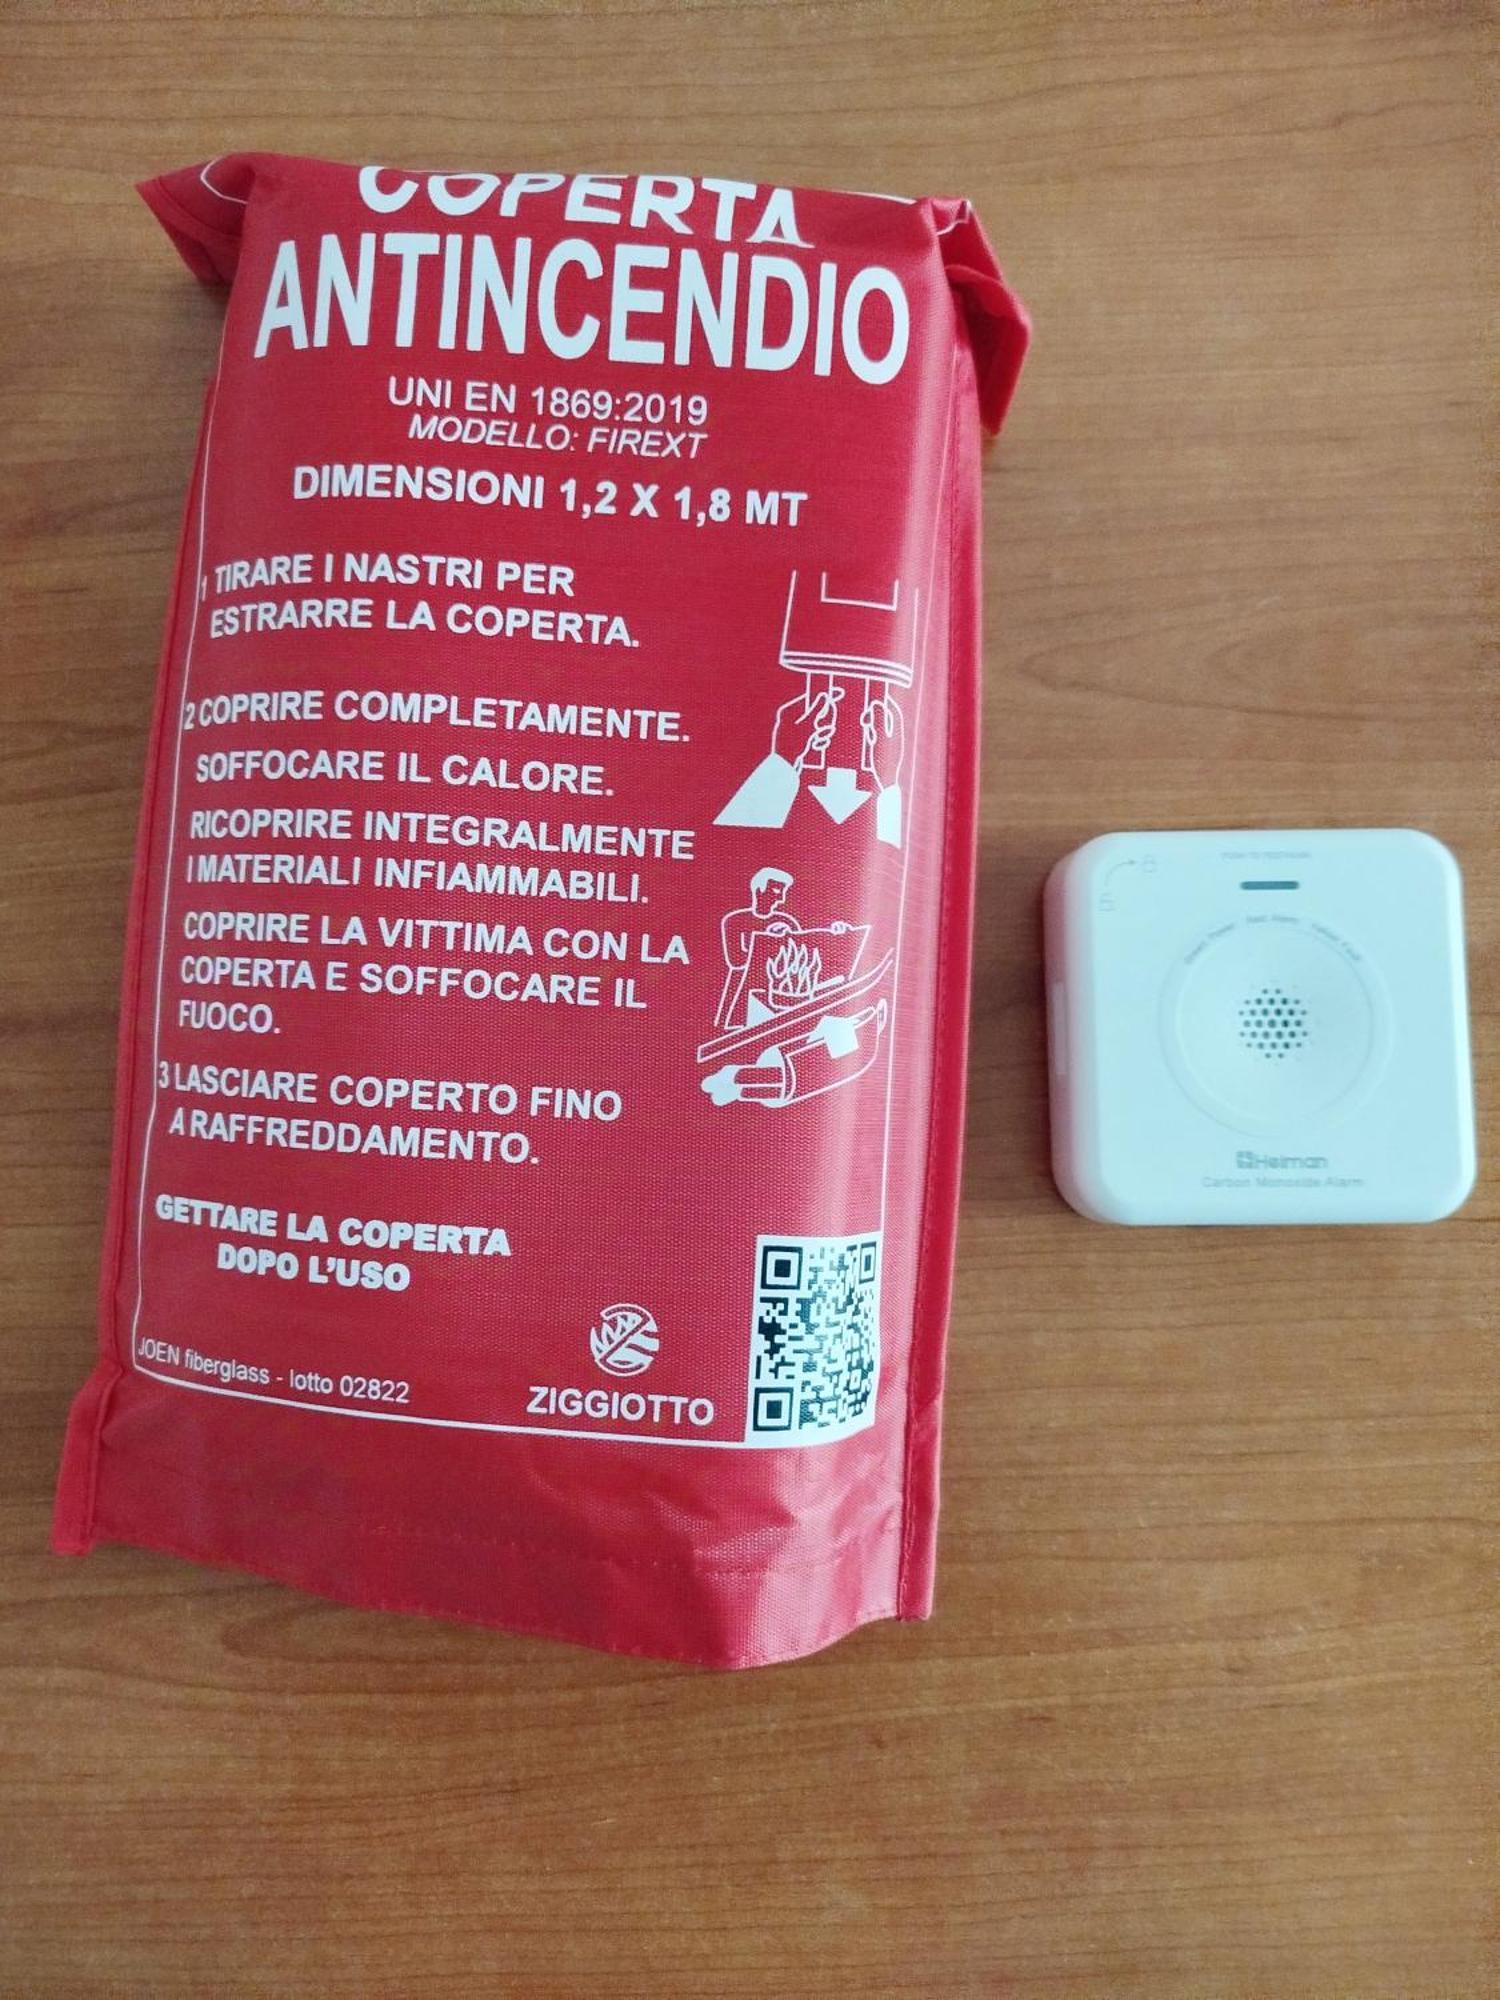 COPERTA
ANTINCENDIO
UNI EN 1869:2019
MODELLO: FIREXT
DIMENSIONI 1,2 X 1,8 MT
1 TIRARE I NASTRI PER
ESTRARRE LA COPERTA.
2 COPRIRE COMPLETAMENTE.
SOFFOCARE IL CALORE.
RICOPRIRE INTEGRALMENTE
I MATERIALI INFIAMMABILI.
COPRIRE LA VITTIMA CON LA
COPERTA E SOFFOCARE IL
FUOCO.
3 LASCIARE COPERTO FINO
A RAFFREDDAMENTO.
GETTARE LA COPERTA
DOPO L'USO
JOEN fiberglass - lotto 02822
ZIGGIOTTO
Heiman
Carbon Monoxide Alarm